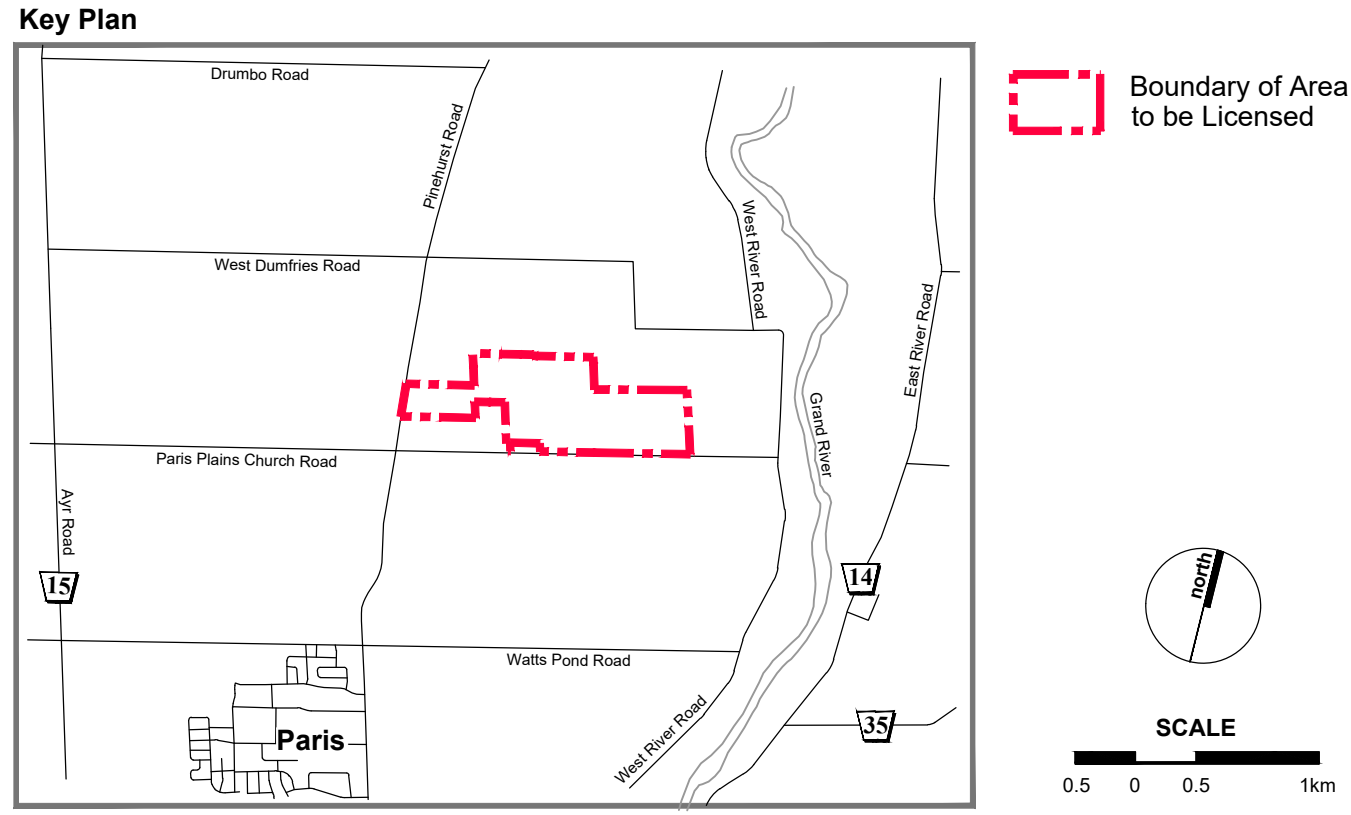 Key Plan
Drumbo Road
Pinehurst Road
West Dumfries Road
West River Road
East River Road
Grand River
Paris Plains Church Road
Ayr Road
15
14
Watts Pond Road
West River Road
35
Paris
Boundary of Area
to be Licensed
north
SCALE
0.5 0 0.5 1km